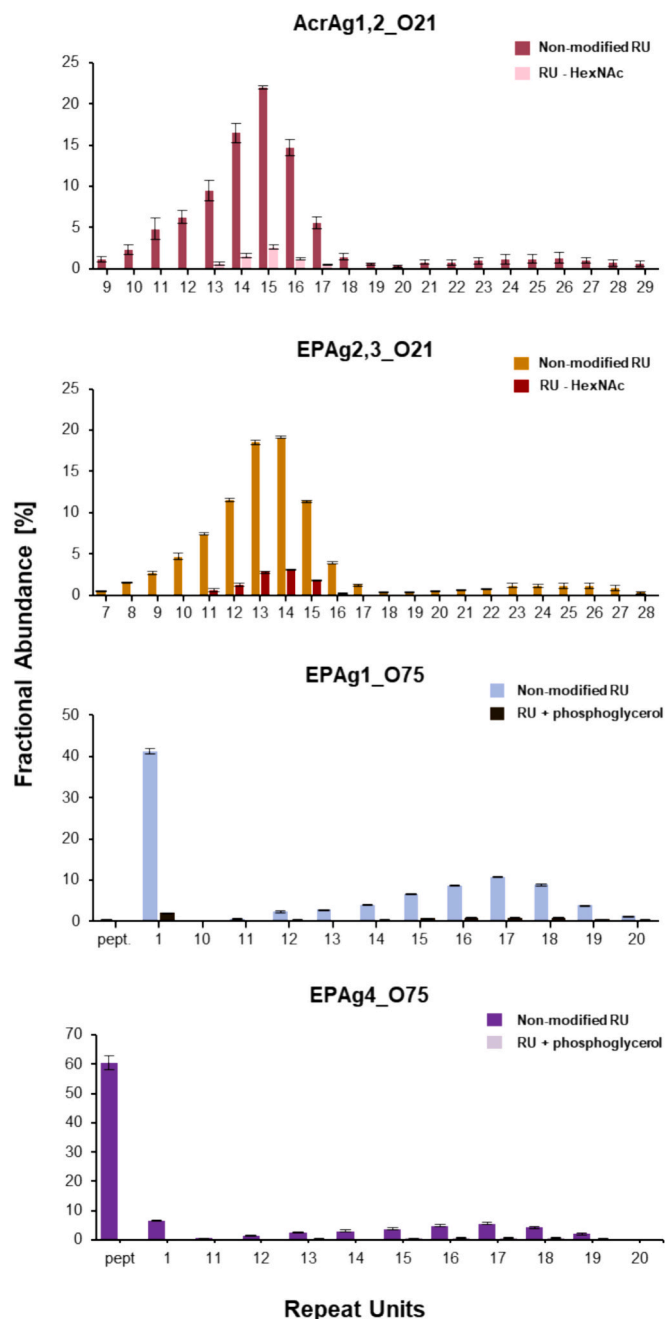 AcrAg1,2_O21
Non-modified RU
RU - HexNAc
25
20
15
10
5
0
9 10 11 12 13 14 15 16 17 18 19 20 21 22 23 24 25 26 27 28 29
EPAg2,3_O21
Non-modified RU
RU - HexNAc
25
20
15
10
5
0
7 8 9 10 11 12 13 14 15 16 17 18 19 20 21 22 23 24 25 26 27 28
Fractional Abundance [%]
EPAg1_O75
Non-modified RU
RU + phosphoglycerol
50
40
30
20
10
0
pept. 1 10 11 12 13 14 15 16 17 18 19 20
EPAg4_O75
Non-modified RU
RU + phosphoglycerol
70
60
50
40
30
20
10
0
pept 1 11 12 13 14 15 16 17 18 19 20
Repeat Units